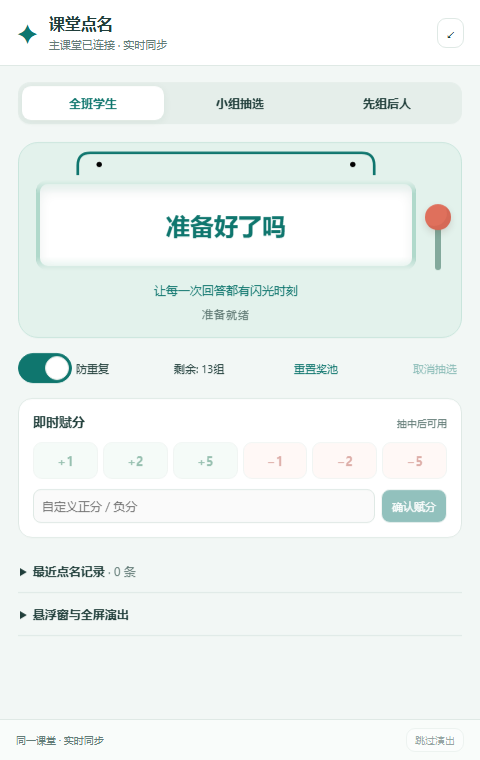 课堂点名
主课堂已连接 · 实时同步
全班学生 小组抽选 先组后人
准备好了吗
让每一次回答都有闪光时刻
准备就绪
防重复 剩余: 13组 重置奖池 取消抽选
即时赋分 抽中后可用
+1 +2 +5 −1 −2 −5
自定义正分 / 负分 确认赋分
最近点名记录 · 0 条
悬浮窗与全屏演出
同一课堂 · 实时同步 跳过演出